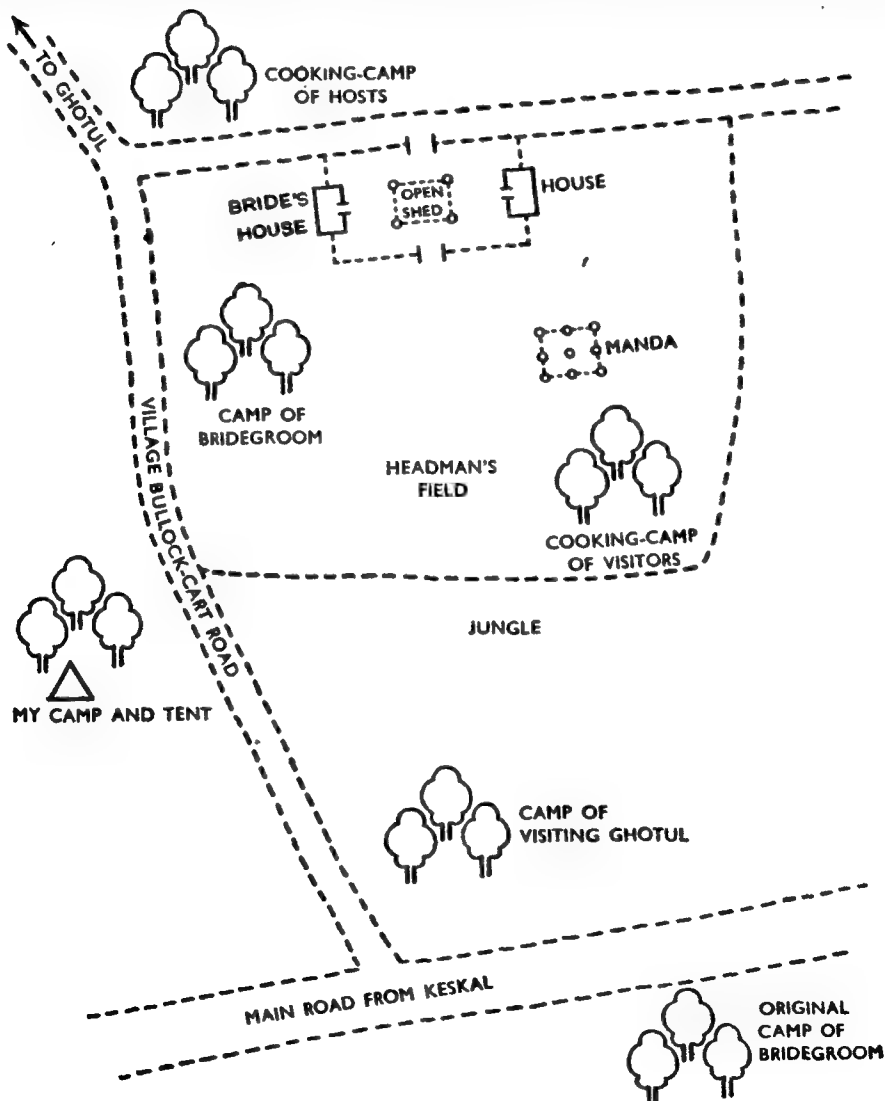 TO GHOTUL
COOKING-CAMP
OF HOSTS
BRIDE'S
HOUSE
OPEN
SHED
HOUSE
MANDA
CAMP OF
BRIDEGROOM
VILLAGE BULLOCK-CART ROAD
HEADMAN'S
FIELD
COOKING-CAMP
OF VISITORS
JUNGLE
MY CAMP AND TENT
CAMP OF
VISITING GHOTUL
MAIN ROAD FROM KESKAL
ORIGINAL
CAMP OF
BRIDEGROOM